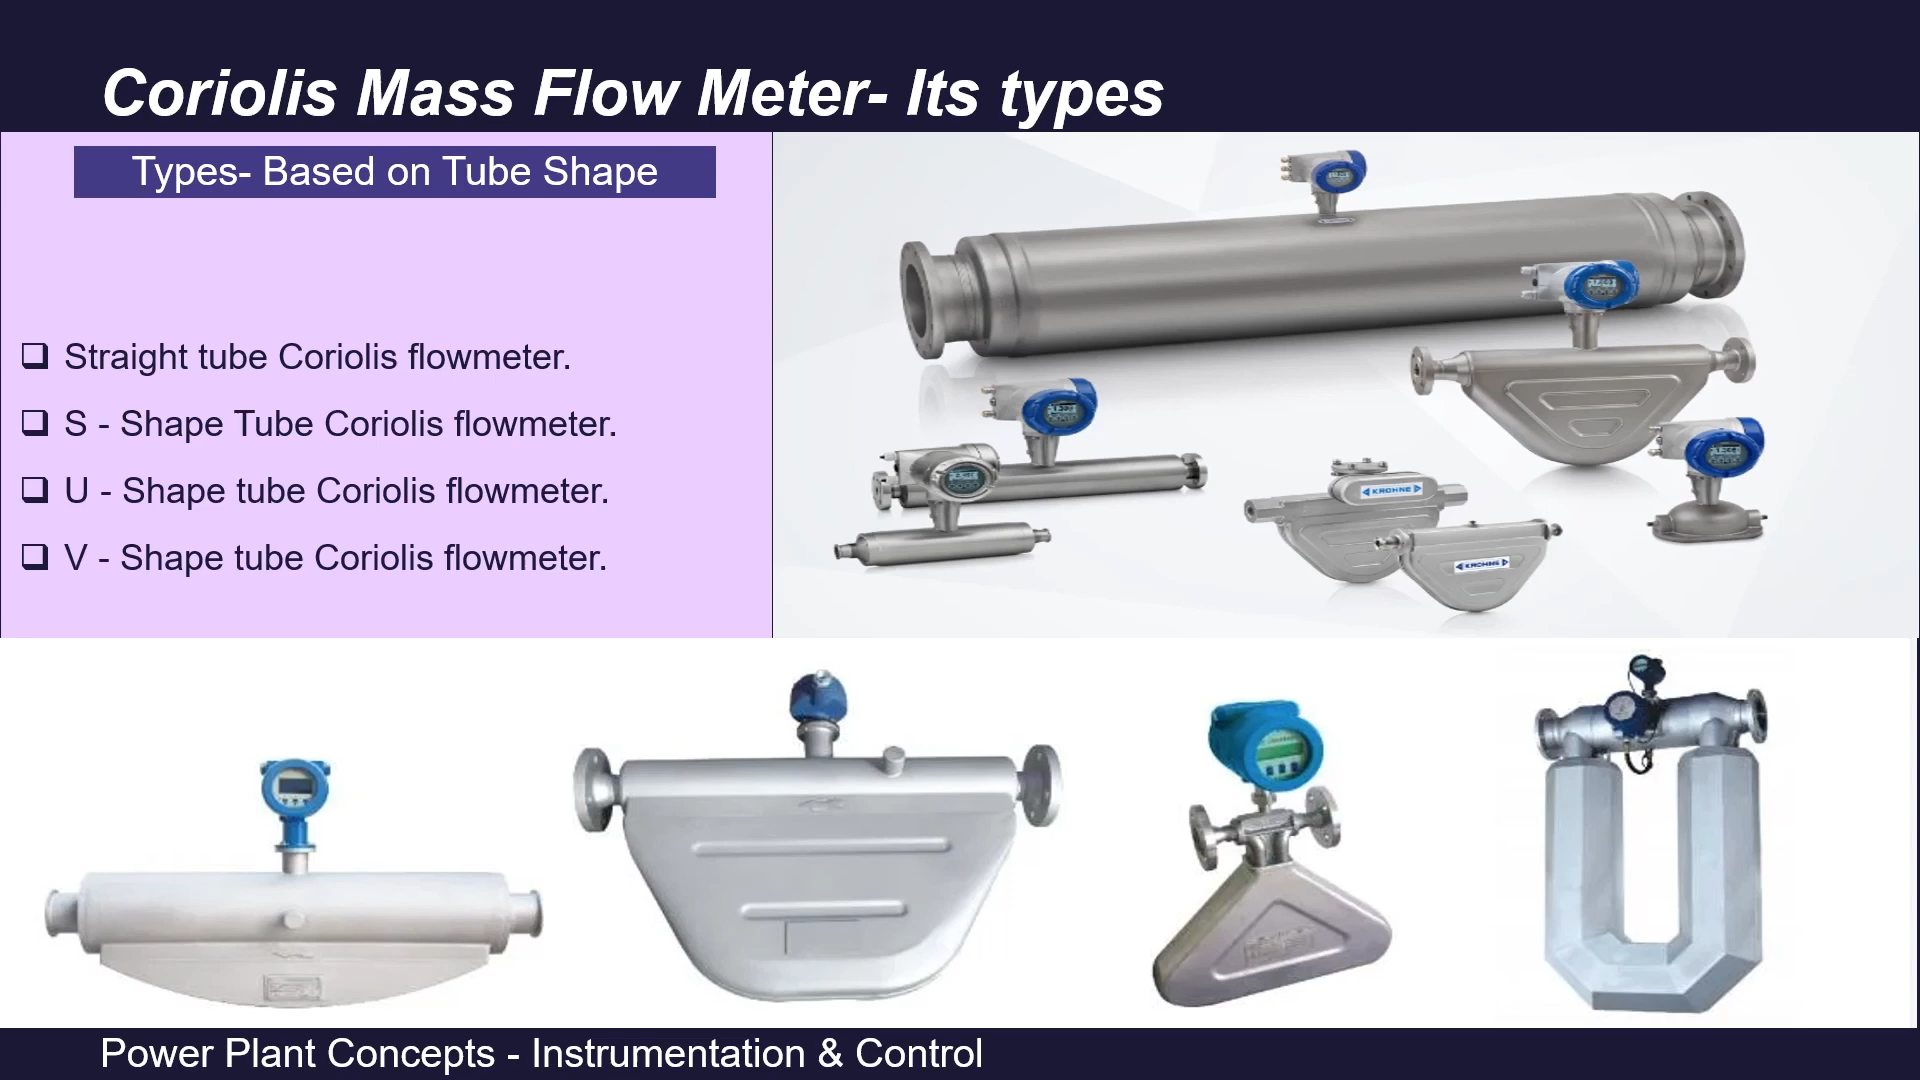 Coriolis Mass Flow Meter- Its types
Types- Based on Tube Shape
❑ Straight tube Coriolis flowmeter.
❑ S - Shape Tube Coriolis flowmeter.
❑ U - Shape tube Coriolis flowmeter.
❑ V - Shape tube Coriolis flowmeter.
KROHNE
KROHNE
Power Plant Concepts - Instrumentation & Control